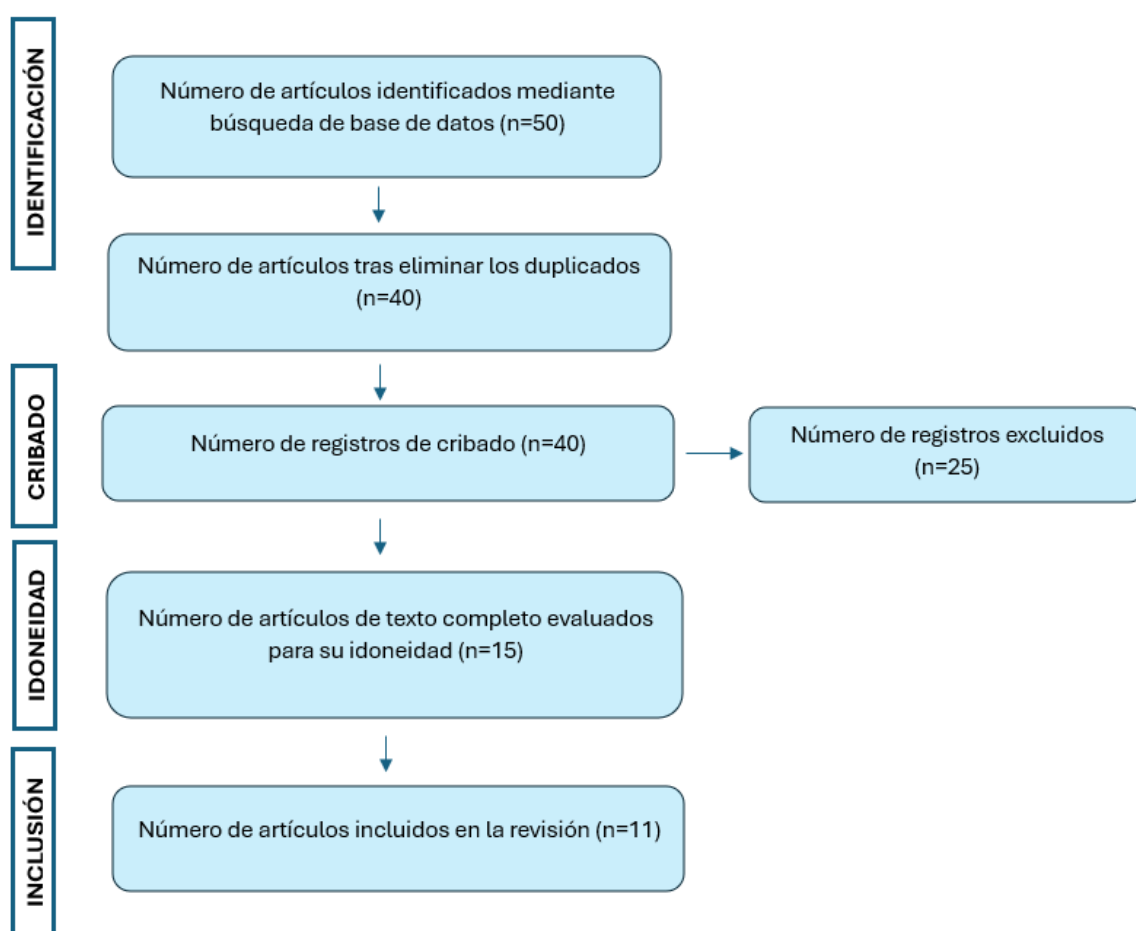 IDENTIFICACIÓN
Número de artículos identificados mediante
búsqueda de base de datos (n=50)
Número de artículos tras eliminar los duplicados
(n=40)
CRIBADO
Número de registros de cribado (n=40)
Número de registros excluidos
(n=25)
IDONEIDAD
Número de artículos de texto completo evaluados
para su idoneidad (n=15)
INCLUSIÓN
Número de artículos incluidos en la revisión (n=11)